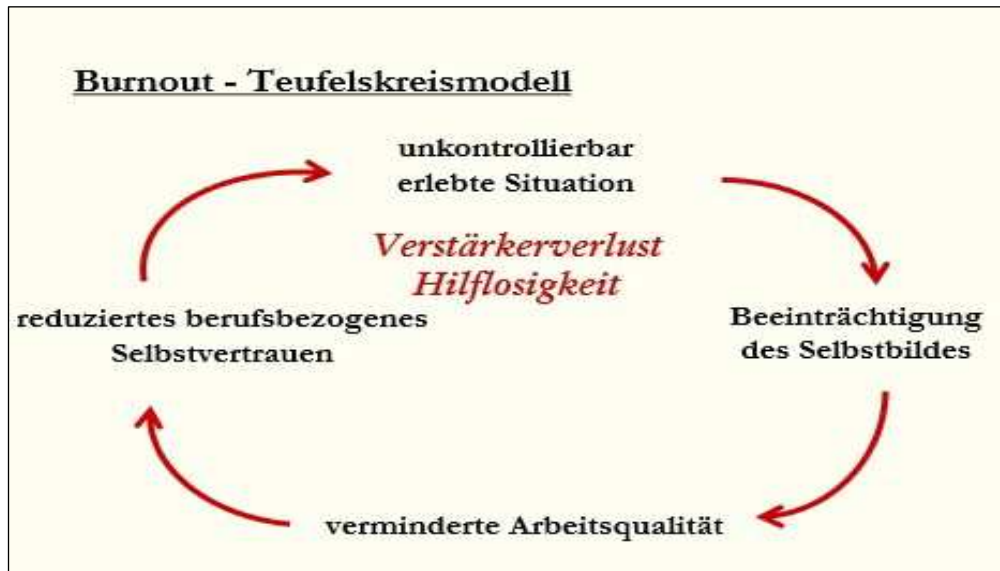 Burnout - Teufelskreismodell
unkontrollierbar
erlebte Situation
Verstärkerverlust
Hilflosigkeit
reduziertes berufsbezogenes
Selbstvertrauen
Beeinträchtigung
des Selbstbildes
verminderte Arbeitsqualität